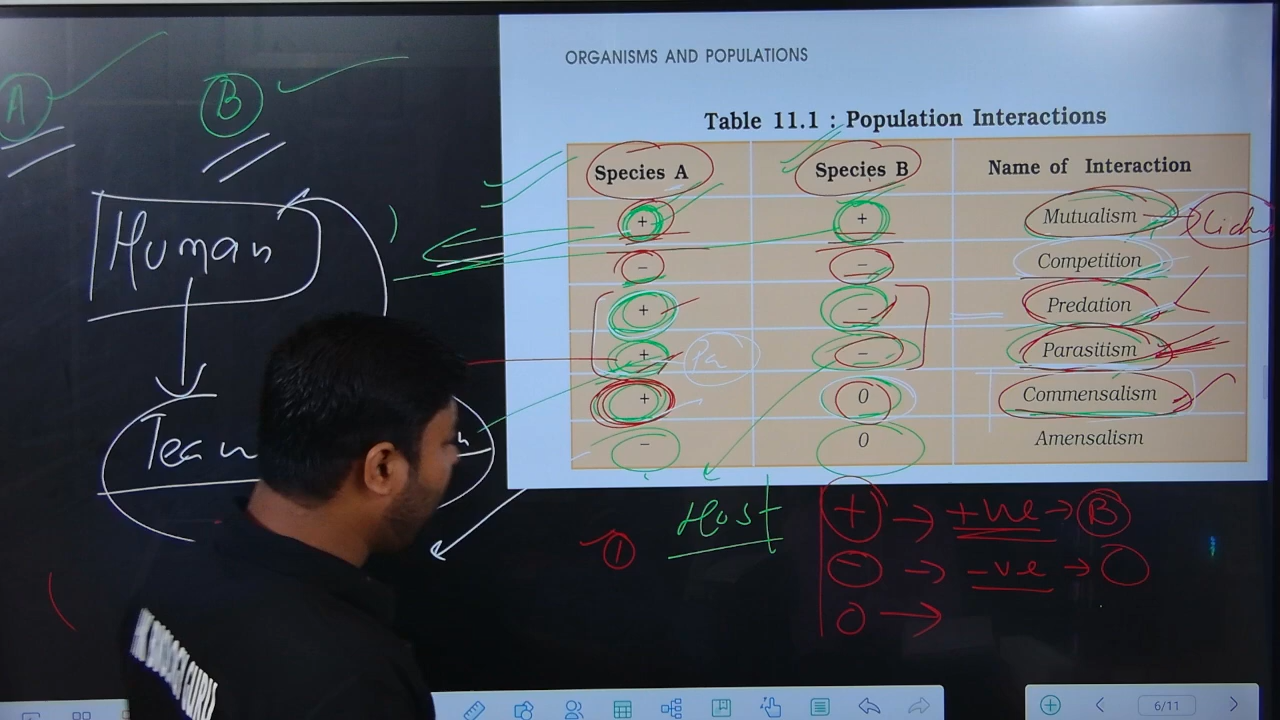 ORGANISMS AND POPULATIONS
Table 11.1 : Population Interactions
Species A Species B Name of Interaction
+ + Mutualism
– – Competition
+ – Predation
+ – Parasitism
+ 0 Commensalism
– 0 Amensalism
A B
Human
Pa
Host
①
+ → +ve → B
− → -ve →
0 →
6/11